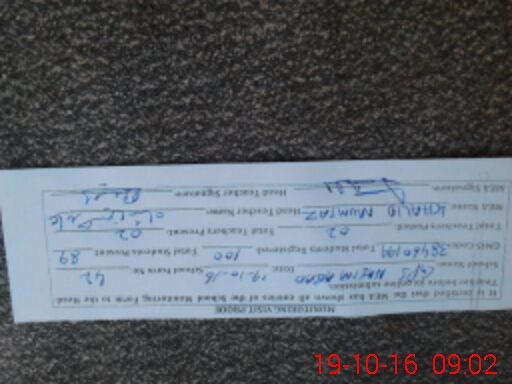 MONITORING VISIT PROOF
It is certified that the MEA has shown all entries of the School Monitoring Form to the Head
Teacher before online submission.
School Name: GPS Date: 19-10-16 School Form Sr: 42
EMIS Code: Total Students Registered: 100 Total Students Present: 89
Total Teachers Posted: 02 Total Teachers Present: 02
MEA Name: KHALID MUMTAZ Head Teacher Name:
MEA Signature: Head Teacher Signature:
19-10-16 09:02